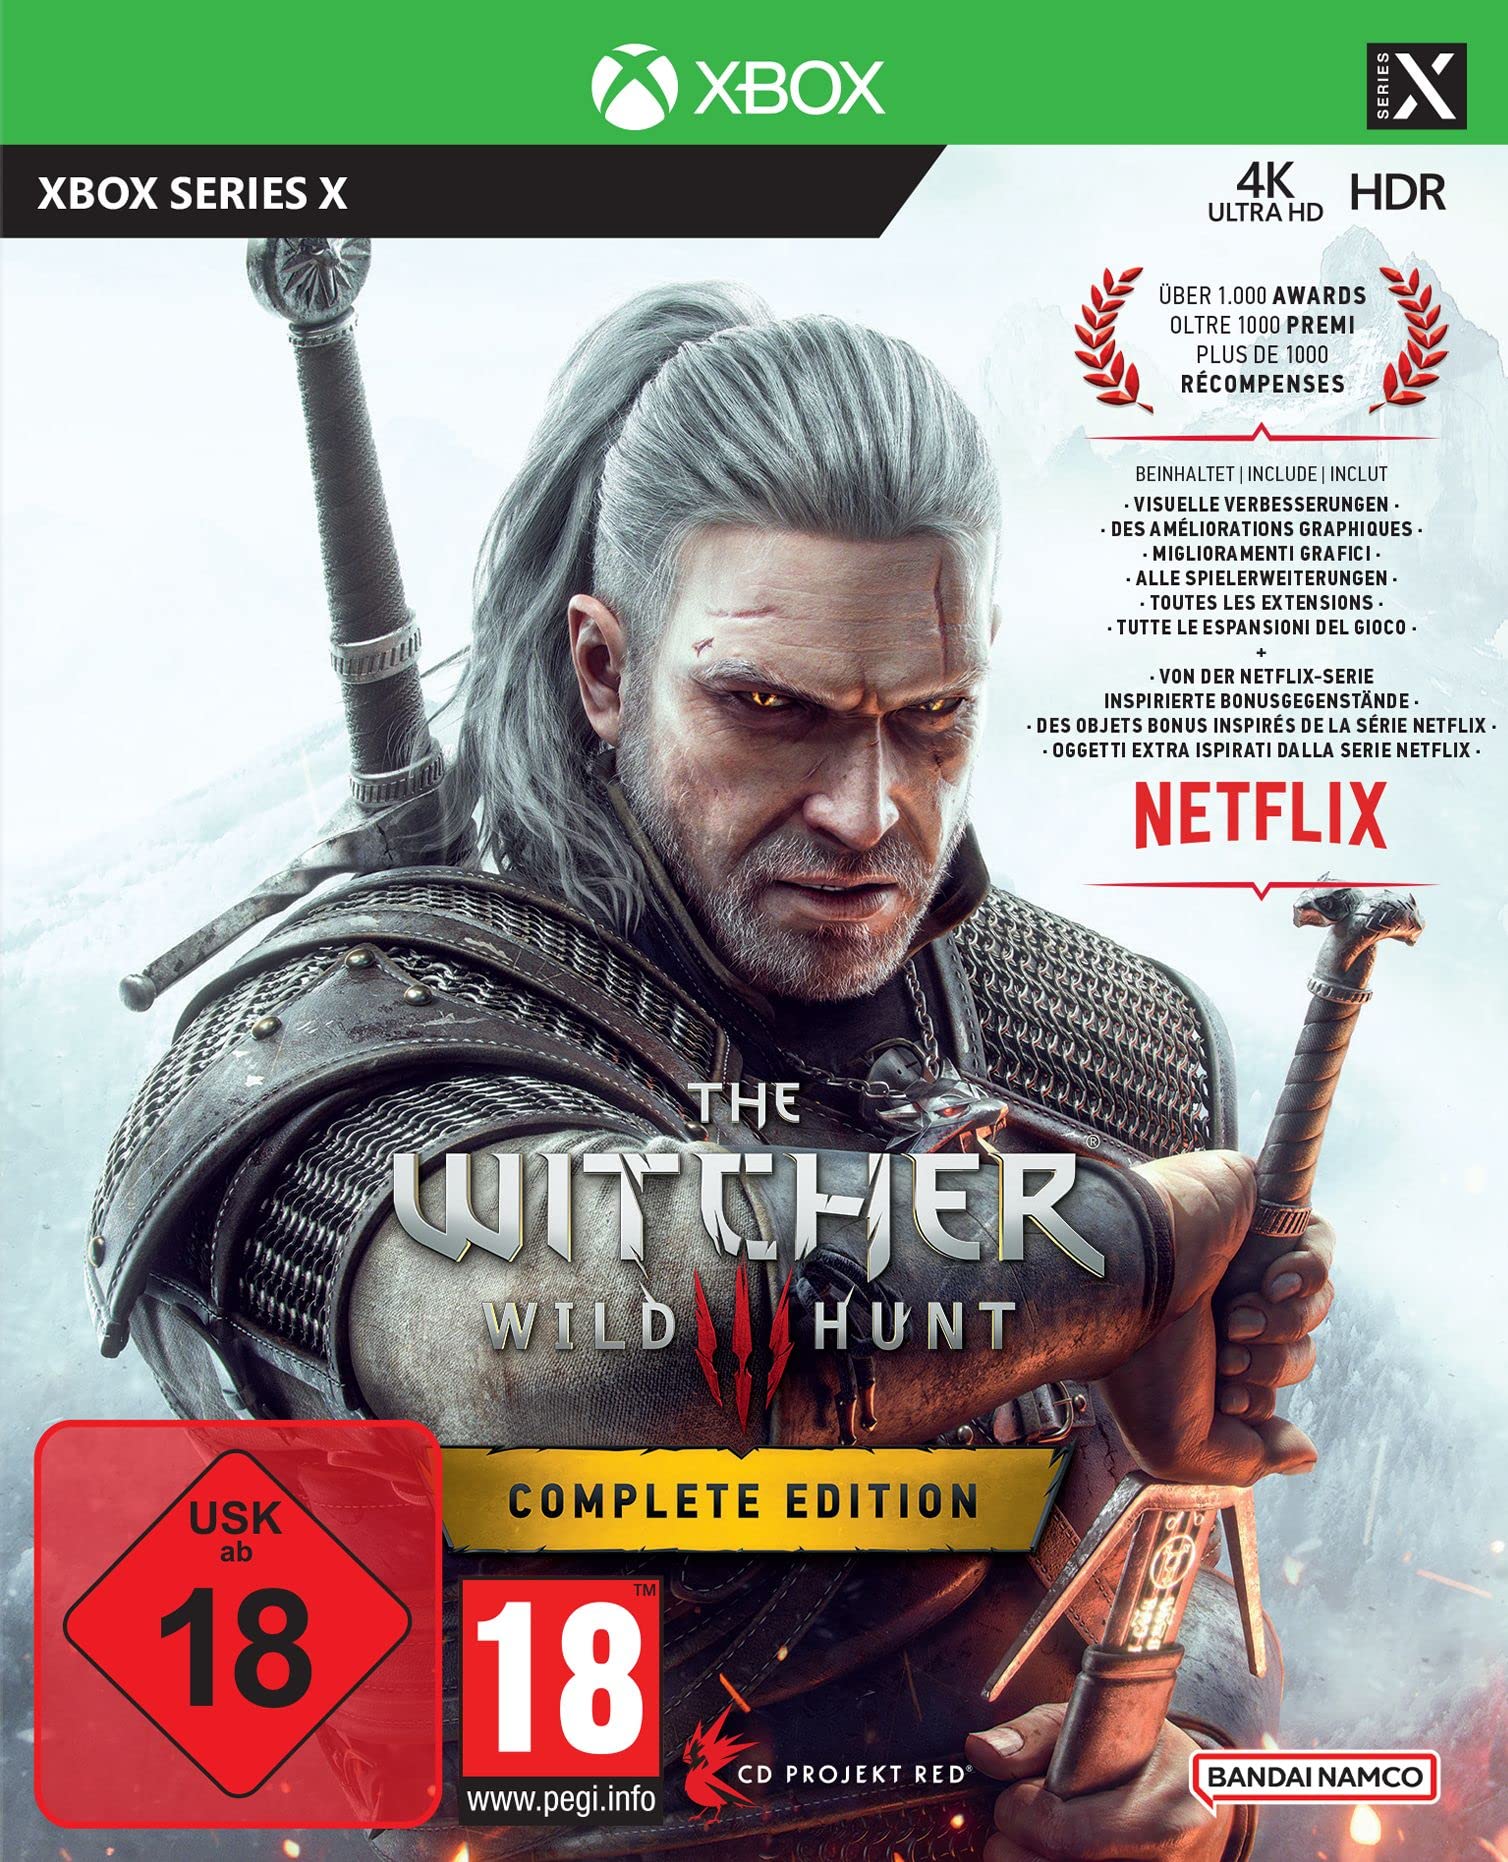 XBOX
SERIES X
XBOX SERIES X
4K
ULTRA HD
HDR
ÜBER 1.000 AWARDS
OLTRE 1000 PREMI
PLUS DE 1000
RÉCOMPENSES
BEINHALTET | INCLUDE | INCLUT
· VISUELLE VERBESSERUNGEN ·
· DES AMÉLIORATIONS GRAPHIQUES ·
· MIGLIORAMENTI GRAFICI ·
· ALLE SPIELERWEITERUNGEN ·
· TOUTES LES EXTENSIONS ·
· TUTTE LE ESPANSIONI DEL GIOCO ·
+
· VON DER NETFLIX-SERIE
INSPIRIERTE BONUSGEGENSTÄNDE ·
· DES OBJETS BONUS INSPIRÉS DE LA SÉRIE NETFLIX ·
· OGGETTI EXTRA ISPIRATI DALLA SERIE NETFLIX ·
NETFLIX
THE
WITCHER®
WILD III HUNT
COMPLETE EDITION
USK
ab
18
18™
www.pegi.info
CD PROJEKT RED®
BANDAI NAMCO